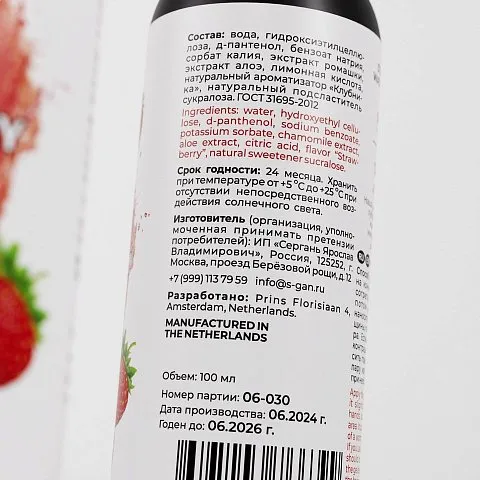 Состав: вода, гидроксиэтилцеллю-
лоза, д-пантенол, бензоат натрия,
сорбат калия, экстракт ромашки,
экстракт алоэ, лимонная кислота,
натуральный ароматизатор «Клубни-
ка», натуральный подсластитель
сукралоза. ГОСТ 31695-2012
Ingredients: water, hydroxyethyl cellu-
lose, d-panthenol, sodium benzoate,
potassium sorbate, chamomile extract,
aloe extract, citric acid, flavor "Straw-
berry", natural sweetener sucralose.
Срок годности: 24 месяца. Хранить
при температуре от +5 °С до +25 °С при
отсутствии непосредственного воз-
действия солнечного света.
Изготовитель (организация, уполно-
моченная принимать претензии
потребителей): ИП «Сергань Ярослав
Владимирович», Россия, 125252, г.
Москва, проезд Берёзовой рощи, д. 12
+7 (999) 113 79 59 info@s-gan.ru
Разработано: Prins Florisiaan 4,
Amsterdam, Netherlands.
MANUFACTURED IN
THE NETHERLANDS
Объем: 100 мл
Номер партии: 06-030
Дата производства: 06.2024 г.
Годен до: 06.2026 г.